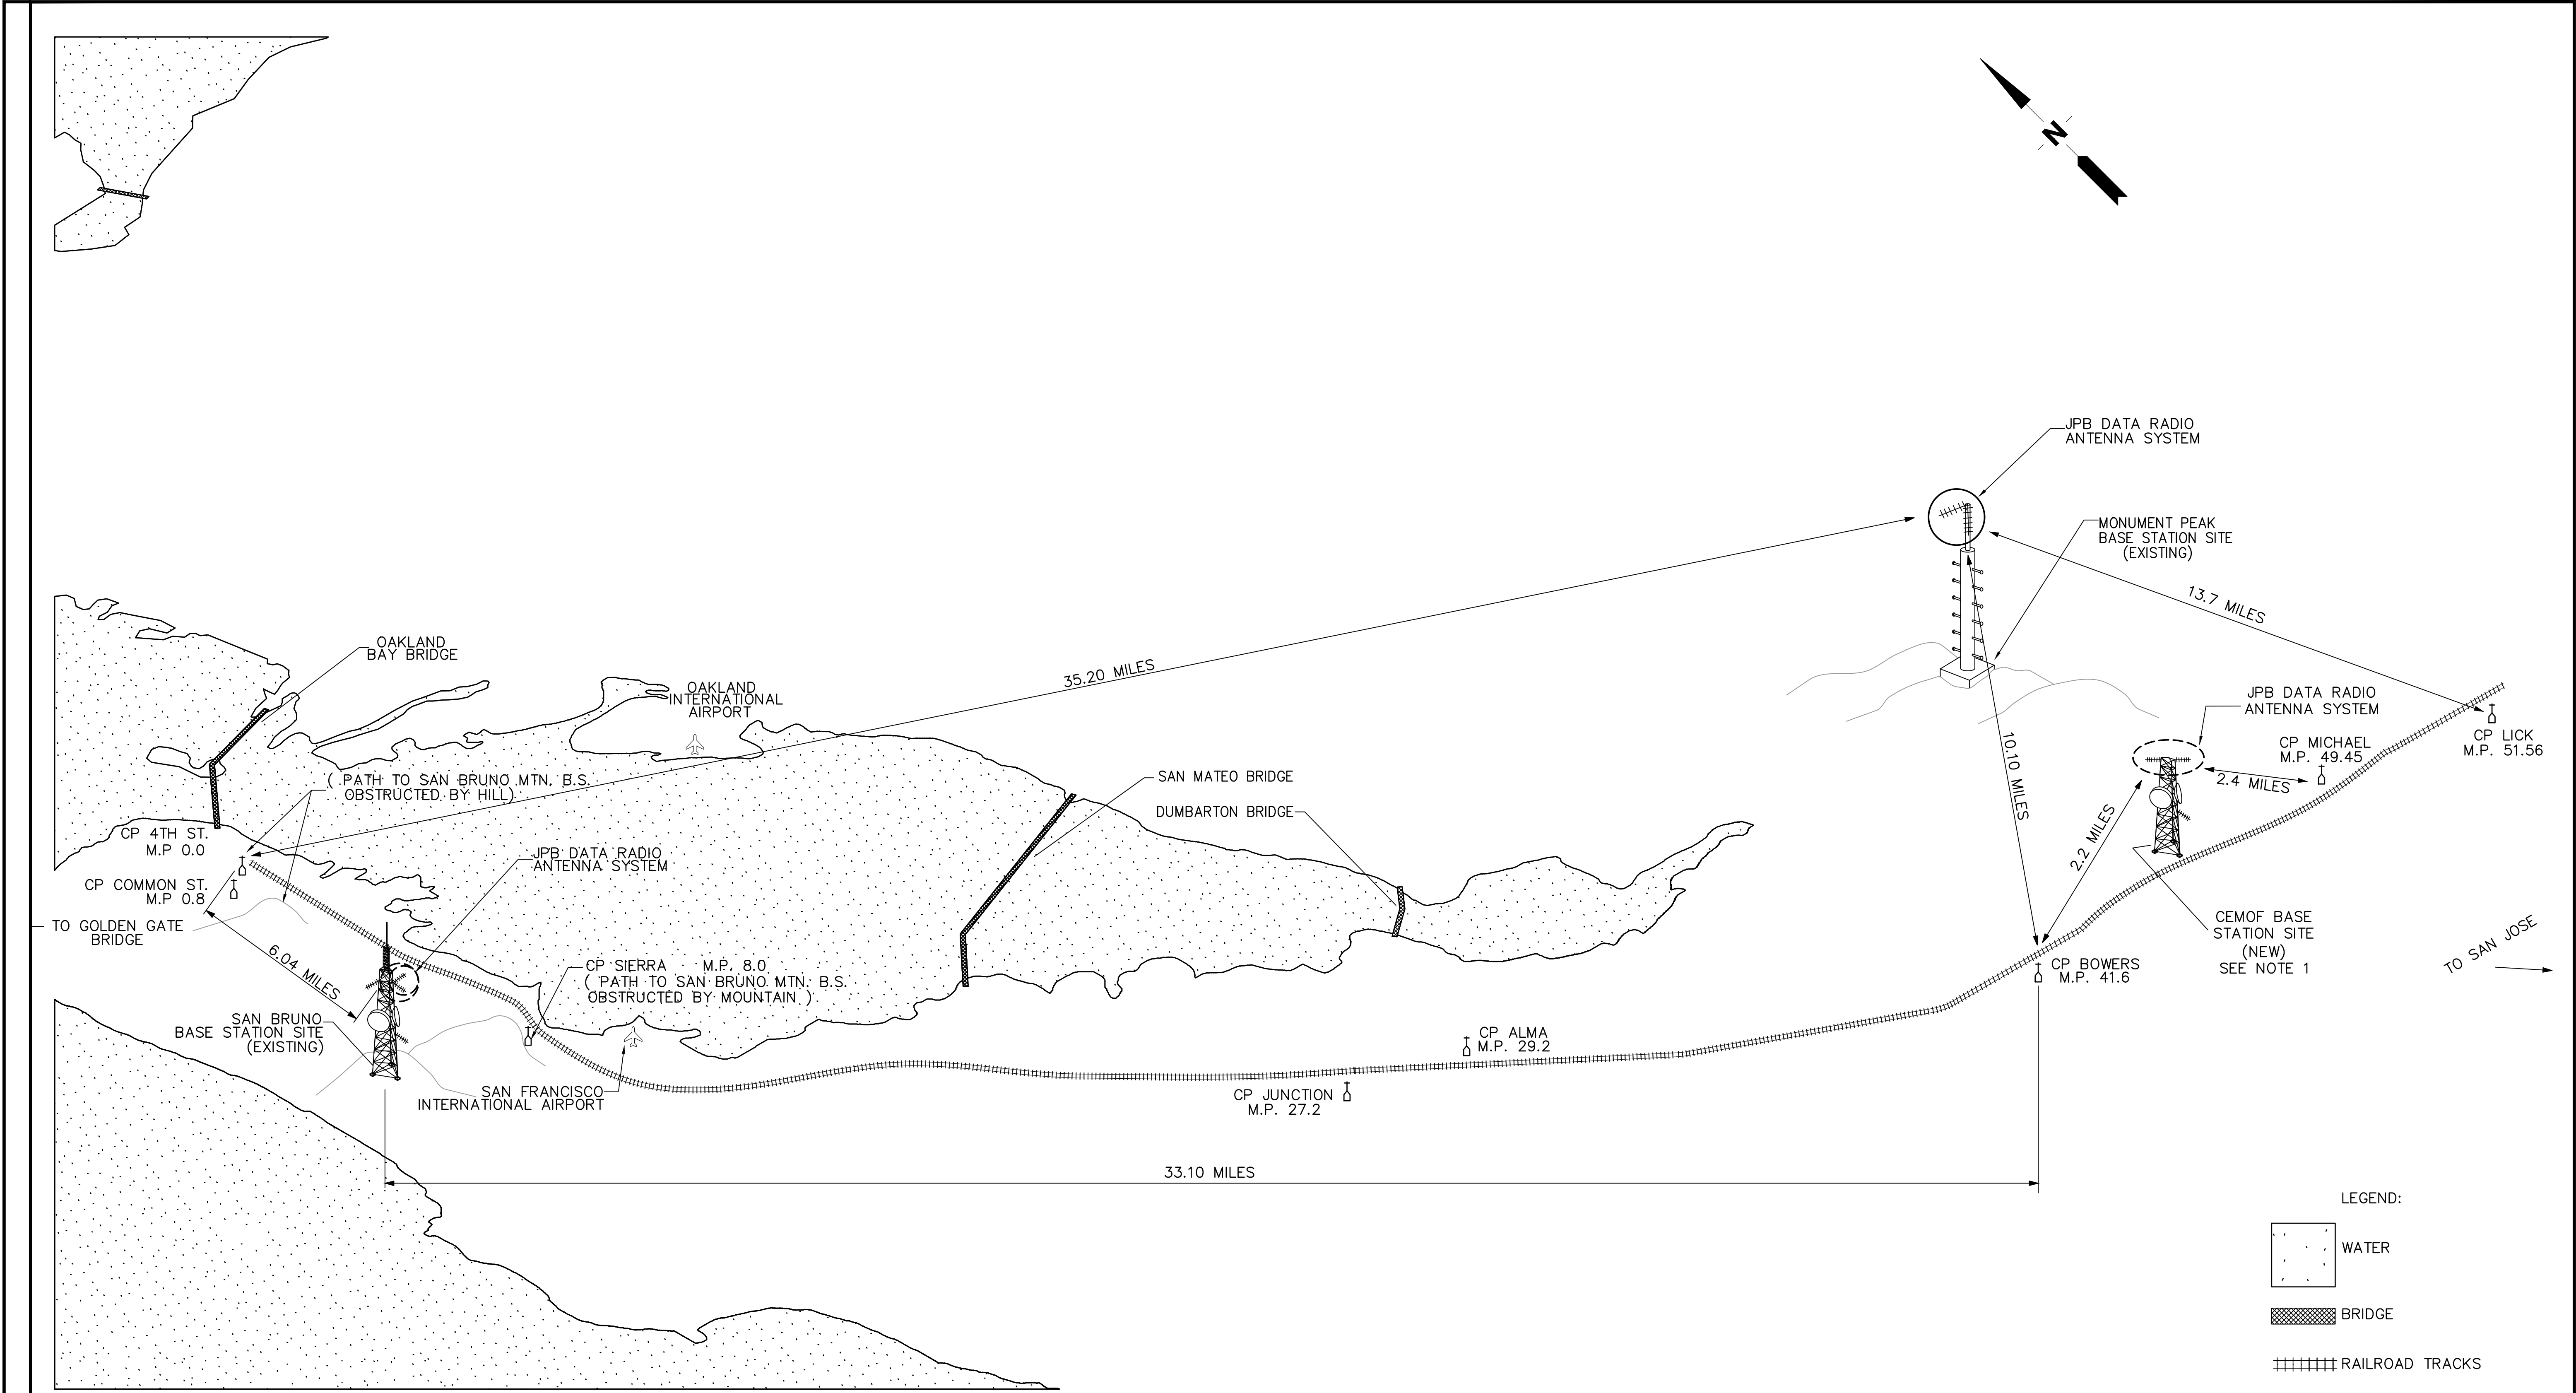 N
JPB DATA RADIO
ANTENNA SYSTEM
MONUMENT PEAK
BASE STATION SITE
(EXISTING)
13.7 MILES
35.20 MILES
10.10 MILES
OAKLAND
BAY BRIDGE
OAKLAND
INTERNATIONAL
AIRPORT
JPB DATA RADIO
ANTENNA SYSTEM
CP MICHAEL
M.P. 49.45
CP LICK
M.P. 51.56
2.4 MILES
2.2 MILES
( PATH TO SAN BRUNO MTN. B.S.
OBSTRUCTED BY HILL)
SAN MATEO BRIDGE
DUMBARTON BRIDGE
CP 4TH ST.
M.P 0.0
CP COMMON ST.
M.P 0.8
JPB DATA RADIO
ANTENNA SYSTEM
TO GOLDEN GATE
BRIDGE
6.04 MILES
CP SIERRA M.P. 8.0
( PATH TO SAN BRUNO MTN. B.S.
OBSTRUCTED BY MOUNTAIN )
CEMOF BASE
STATION SITE
(NEW)
SEE NOTE 1
TO SAN JOSE
CP BOWERS
M.P. 41.6
SAN BRUNO
BASE STATION SITE
(EXISTING)
CP ALMA
M.P. 29.2
SAN FRANCISCO
INTERNATIONAL AIRPORT
CP JUNCTION
M.P. 27.2
33.10 MILES
LEGEND:
WATER
BRIDGE
RAILROAD TRACKS